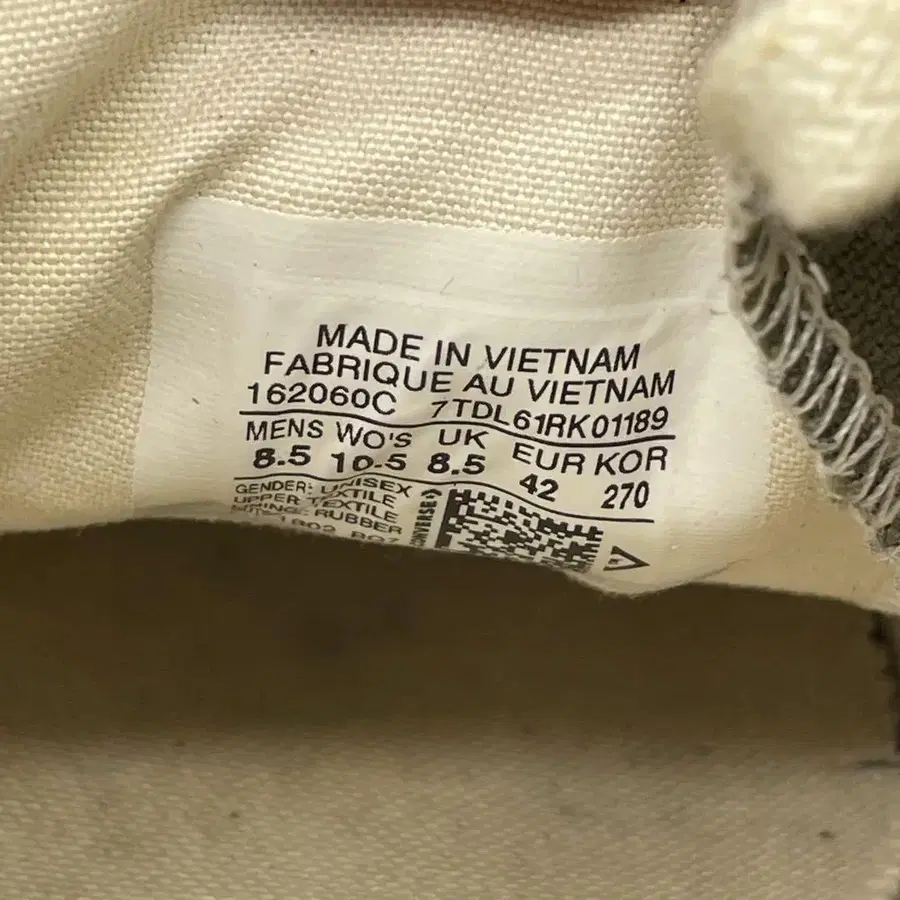 MADE IN VIETNAM
FABRIQUE AU VIETNAM
162060C 7TDL61RK01189
MENS WO'S UK EUR KOR
8.5 10.5 8.5 42 270
GENDER: UNISEX
UPPER TEXTILE
RUBBER
CONVERSE